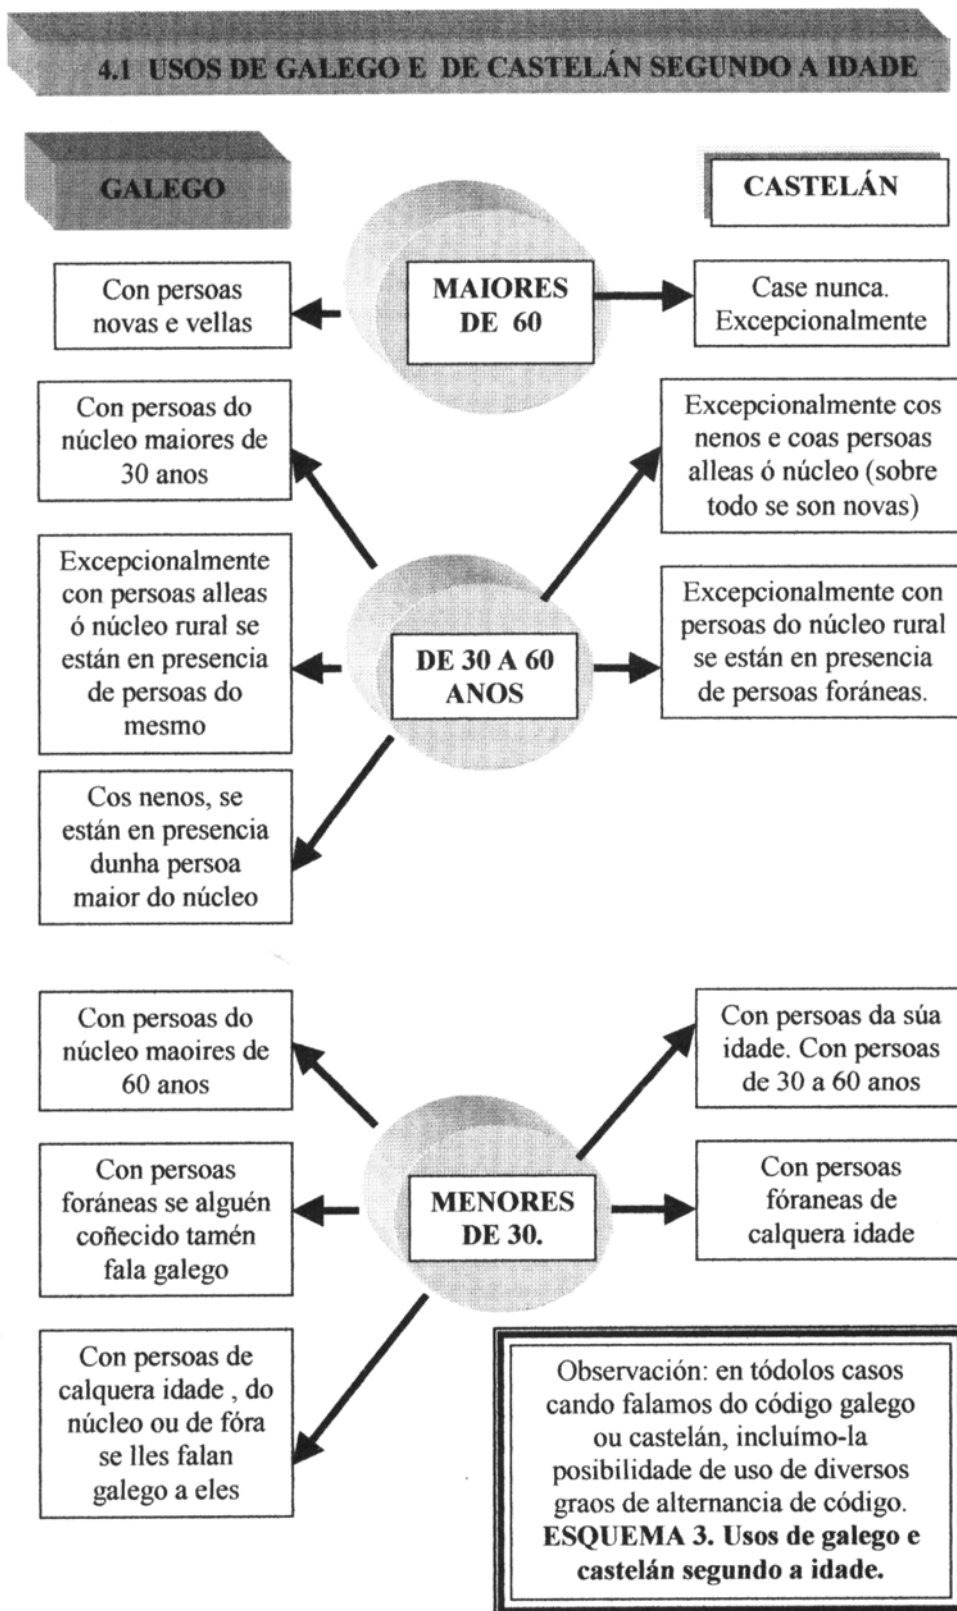 4.1 USOS DE GALEGO E DE CASTELÁN SEGUNDO A IDADE
GALEGO
CASTELÁN
Con persoas
novas e vellas
MAIORES
DE 60
Case nunca.
Excepcionalmente
Con persoas do
núcleo maiores de
30 anos
Excepcionalmente cos
nenos e coas persoas
alleas ó núcleo (sobre
todo se son novas)
Excepcionalmente
con persoas alleas
ó núcleo rural se
están en presencia
de persoas do
mesmo
DE 30 A 60
ANOS
Excepcionalmente con
persoas do núcleo rural
se están en presencia
de persoas foráneas.
Cos nenos, se
están en presencia
dunha persoa
maior do núcleo
Con persoas do
núcleo maoires de
60 anos
Con persoas da súa
idade. Con persoas
de 30 a 60 anos
Con persoas
foráneas se alguén
coñecido tamén
fala galego
MENORES
DE 30.
Con persoas
fóraneas de
calquera idade
Con persoas de
calquera idade , do
núcleo ou de fóra
se lles falan
galego a eles
Observación: en tódolos casos
cando falamos do código galego
ou castelán, incluímo-la
posibilidade de uso de diversos
graos de alternancia de código.
ESQUEMA 3. Usos de galego e
castelán segundo a idade.